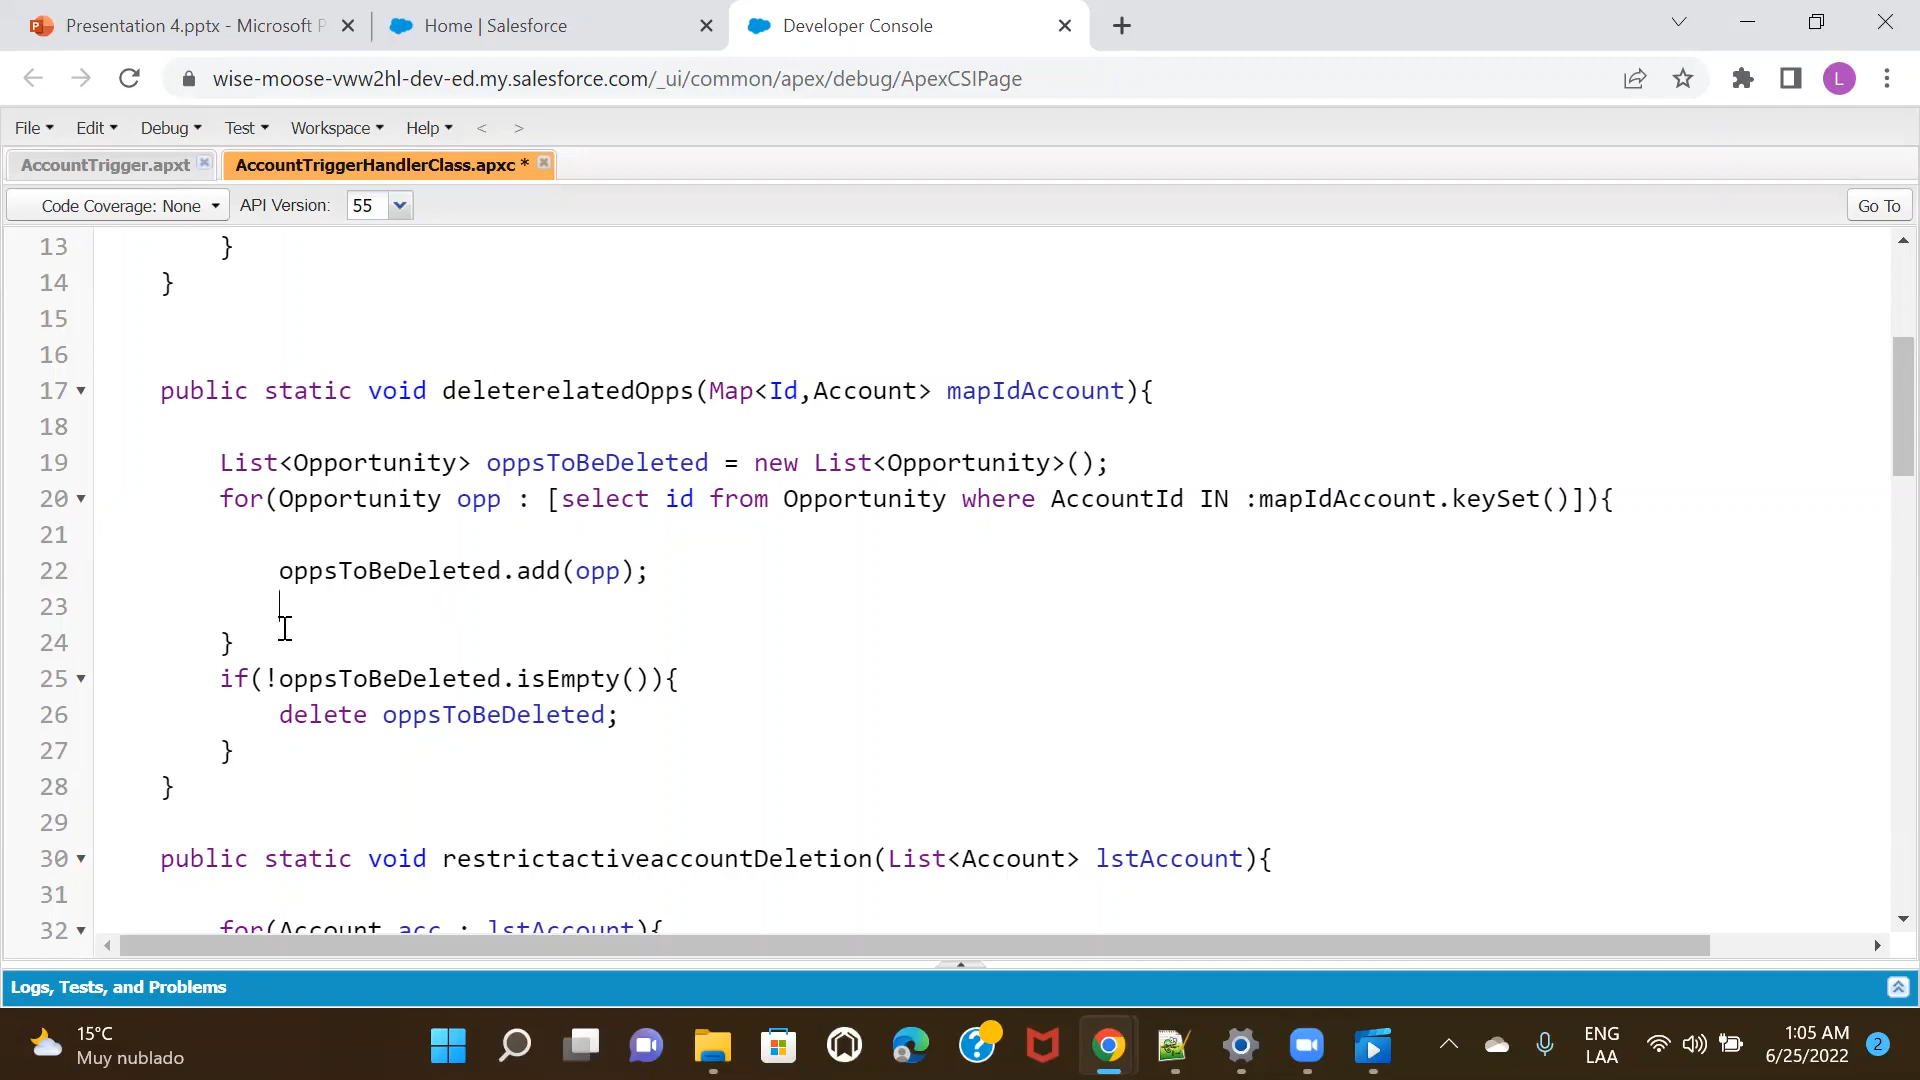 Presentation 4.pptx - Microsoft P
Home | Salesforce
Developer Console
wise-moose-vww2hl-dev-ed.my.salesforce.com/_ui/common/apex/debug/ApexCSIPage
L
File Edit Debug Test Workspace Help < >
AccountTrigger.apxt
AccountTriggerHandlerClass.apxc *
Code Coverage: None API Version: 55 Go To
13 }
14 }
15
16
17 public static void deleterelatedOpps(Map<Id,Account> mapIdAccount){
18
19 List<Opportunity> oppsToBeDeleted = new List<Opportunity>();
20 for(Opportunity opp : [select id from Opportunity where AccountId IN :mapIdAccount.keySet()]){
21
22 oppsToBeDeleted.add(opp);
23
24 }
25 if(!oppsToBeDeleted.isEmpty()){
26 delete oppsToBeDeleted;
27 }
28 }
29
30 public static void restrictactiveaccountDeletion(List<Account> lstAccount){
31
32 for(Account acc : lstAccount){
Logs, Tests, and Problems
15°C
Muy nublado
ENG
LAA
1:05 AM
6/25/2022
2